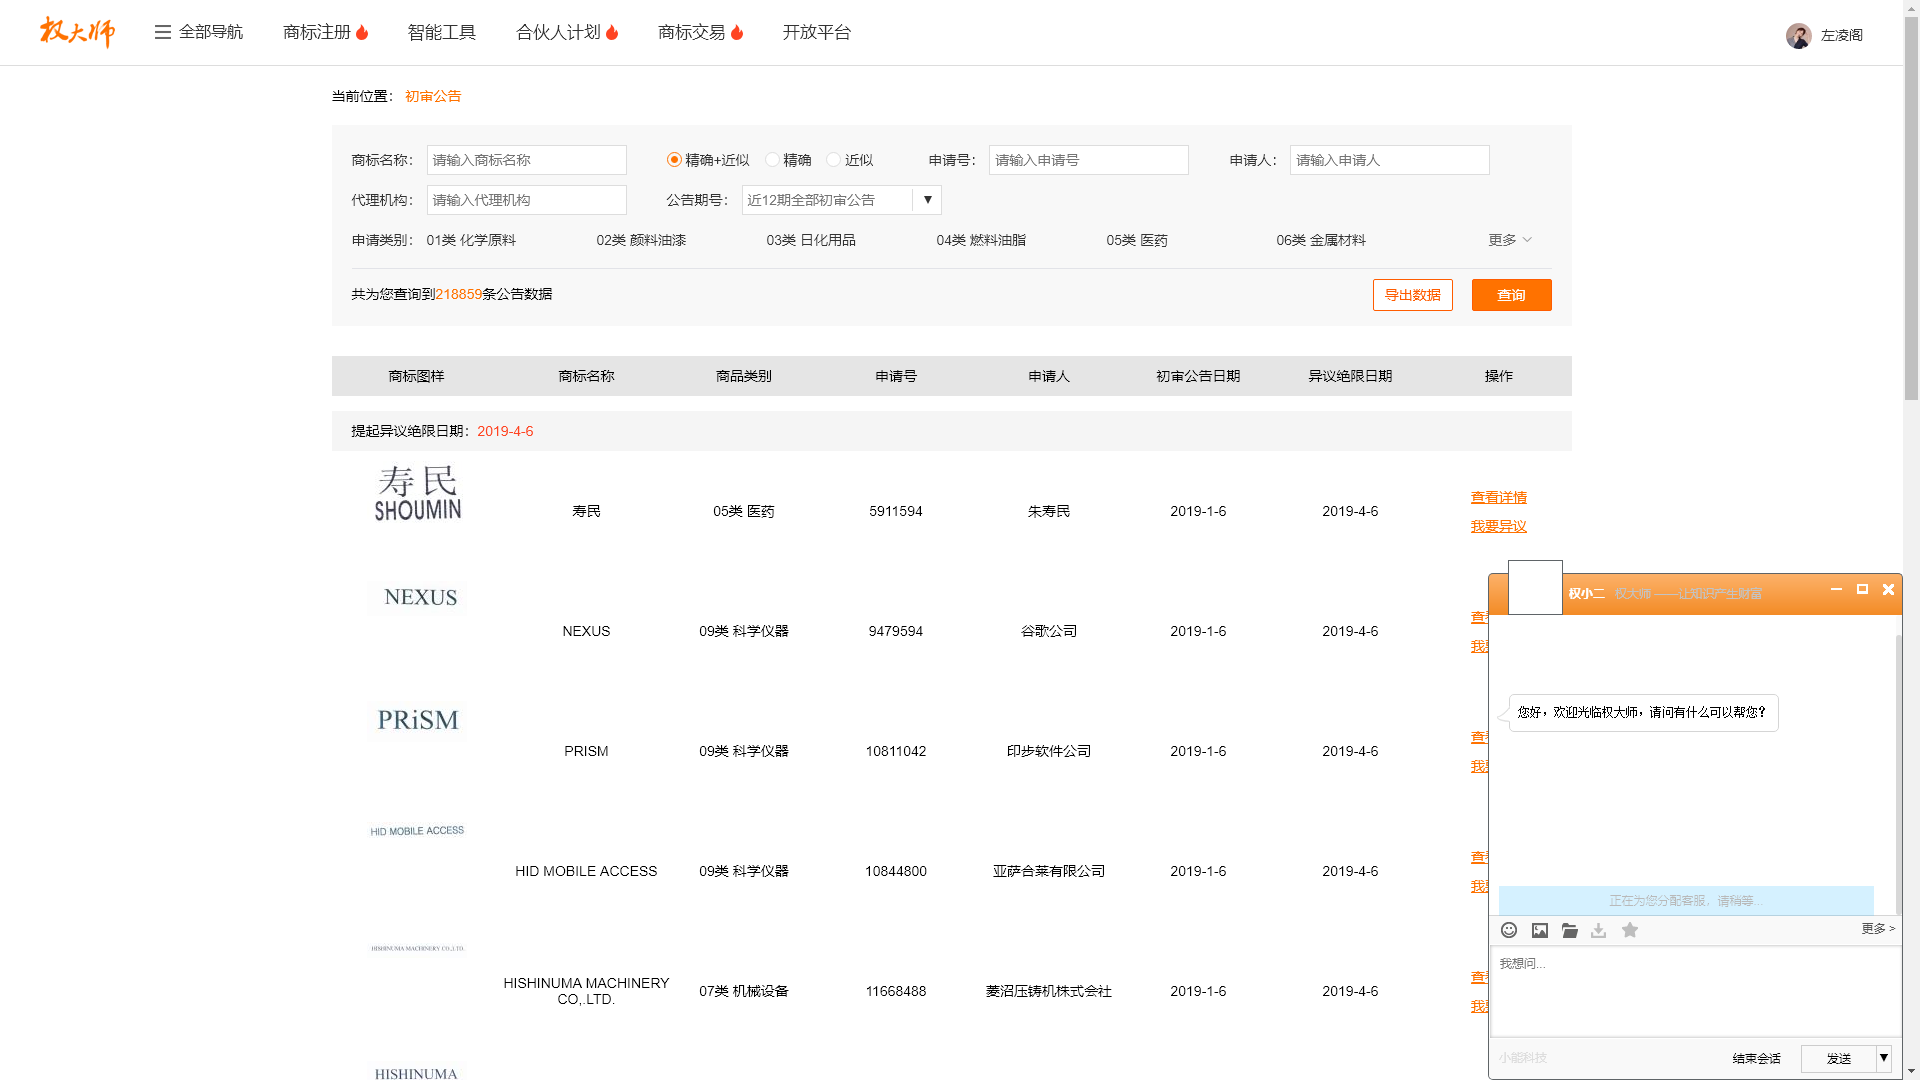 权大师 全部导航 商标注册 智能工具 合伙人计划 商标交易 开放平台 左凌阁
当前位置： 初审公告
商标名称： 请输入商标名称 精确+近似 精确 近似 申请号： 请输入申请号 申请人： 请输入申请人
代理机构： 请输入代理机构 公告期号： 近12期全部初审公告
申请类别： 01类 化学原料 02类 颜料油漆 03类 日化用品 04类 燃料油脂 05类 医药 06类 金属材料 更多
共为您查询到218859条公告数据 导出数据 查询
商标图样 商标名称 商品类别 申请号 申请人 初审公告日期 异议绝限日期 操作
提起异议绝限日期：2019-4-6
寿民
SHOUMIN
寿民 05类 医药 5911594 朱寿民 2019-1-6 2019-4-6 查看详情
我要异议
NEXUS
NEXUS 09类 科学仪器 9479594 谷歌公司 2019-1-6 2019-4-6
PRiSM
PRISM 09类 科学仪器 10811042 印步软件公司 2019-1-6 2019-4-6
HID MOBILE ACCESS
HID MOBILE ACCESS 09类 科学仪器 10844800 亚萨合莱有限公司 2019-1-6 2019-4-6
HISHINUMA MACHINERY CO.,LTD.
HISHINUMA MACHINERY CO,.LTD. 07类 机械设备 11668488 菱沼压铸机株式会社 2019-1-6 2019-4-6
HISHINUMA
权小二 权大师 ——让知识产生财富
您好，欢迎光临权大师，请问有什么可以帮您？
正在为您分配客服，请稍等...
更多 >
我想问...
小能科技 结束会话 发送